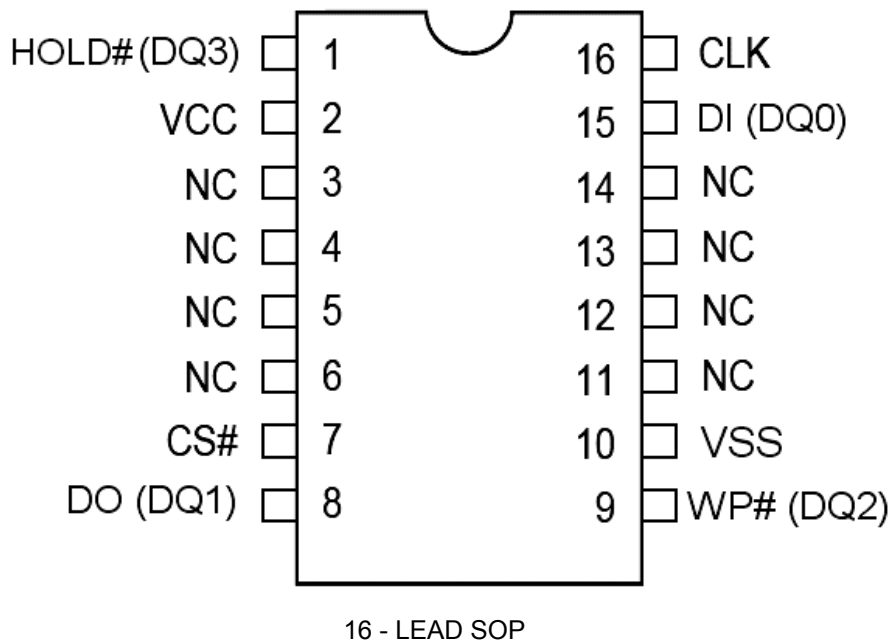 HOLD# (DQ3) 1 16 CLK
VCC 2 15 DI (DQ0)
NC 3 14 NC
NC 4 13 NC
NC 5 12 NC
NC 6 11 NC
CS# 7 10 VSS
DO (DQ1) 8 9 WP# (DQ2)
16 - LEAD SOP